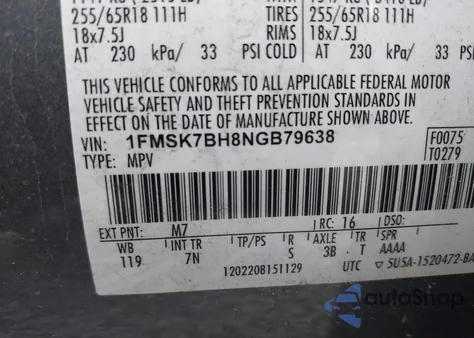 255/65R18 111H TIRES 255/65R18 111H
18x7.5J RIMS 18x7.5J
AT 230 kPa/ 33 PSI COLD AT 230 kPa/ 33 PSI
THIS VEHICLE CONFORMS TO ALL APPLICABLE FEDERAL MOTOR
VEHICLE SAFETY AND THEFT PREVENTION STANDARDS IN
EFFECT ON THE DATE OF MANUFACTURE SHOWN ABOVE.
VIN: 1FMSK7BH8NGB79638 F0075
TYPE: MPV T0279
EXT PNT: M7 RC: 16 DSO:
WB INT TR TP/PS R AXLE TR
119 7N S 3B T AAAA
1202208151129 UTC 5U5A-1520472-BA
autoSnap